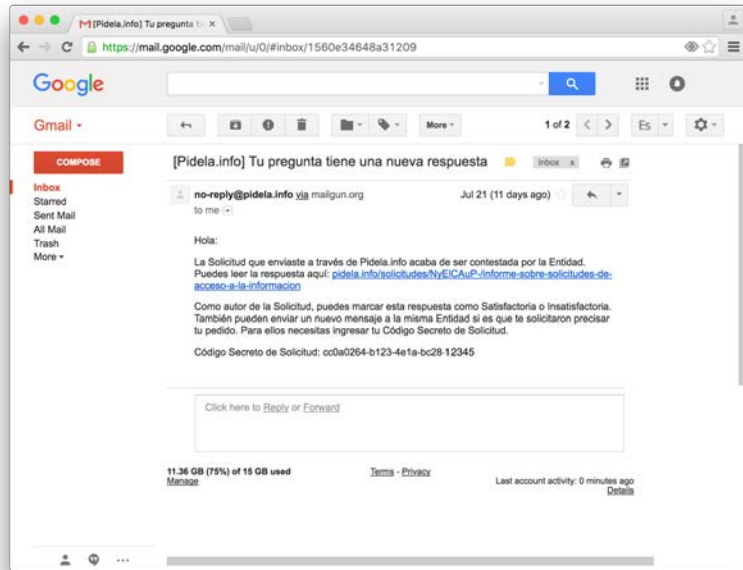 [Pidela.info] Tu pregunta ti
https://mail.google.com/mail/u/0/#inbox/1560e34648a31209
Google
Gmail
More
1 of 2
Es
COMPOSE
[Pidela.info] Tu pregunta tiene una nueva respuesta
Inbox x
Inbox
Starred
Sent Mail
All Mail
Trash
More
no-reply@pidela.info via mailgun.org
Jul 21 (11 days ago)
to me
Hola:
La Solicitud que enviaste a través de Pidela.info acaba de ser contestada por la Entidad.
Puedes leer la respuesta aquí: pidela.info/solicitudes/NyElCAuP-/informe-sobre-solicitudes-de-
acceso-a-la-informacion
Como autor de la Solicitud, puedes marcar esta respuesta como Satisfactoria o Insatisfactoria.
También pueden enviar un nuevo mensaje a la misma Entidad si es que te solicitaron precisar
tu pedido. Para ellos necesitas ingresar tu Código Secreto de Solicitud.
Código Secreto de Solicitud: cc0a0264-b123-4e1a-bc28-12345
Click here to Reply or Forward
11.36 GB (75%) of 15 GB used
Manage
Terms - Privacy
Last account activity: 0 minutes ago
Details